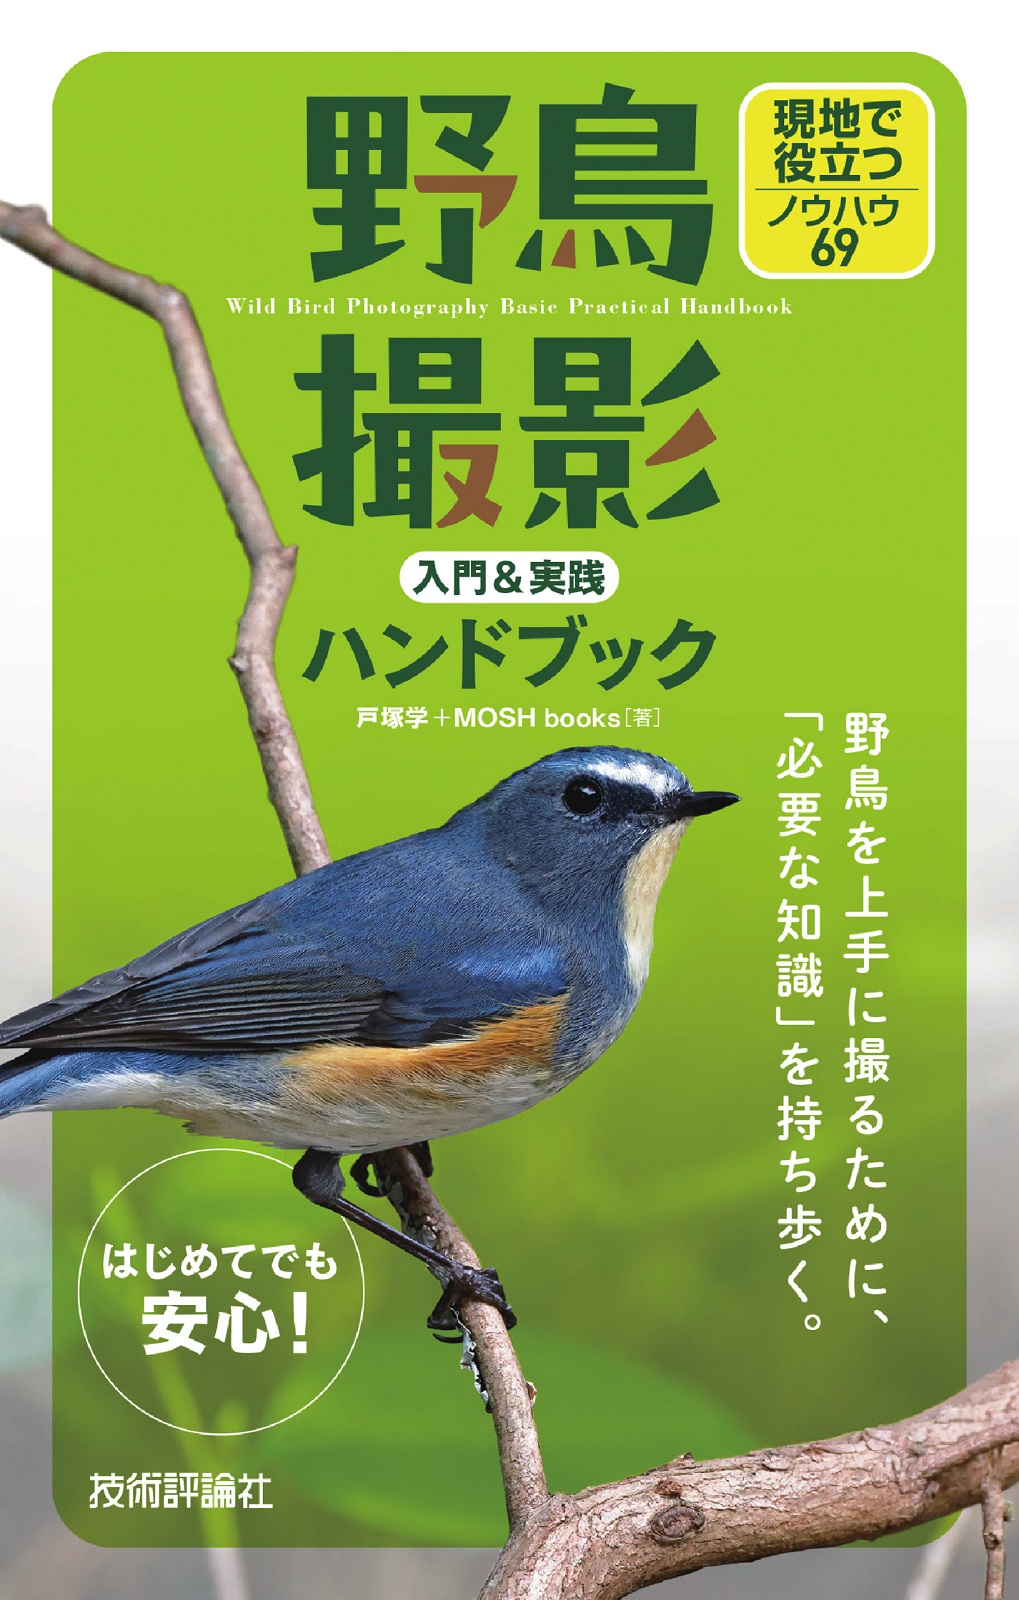 野鳥
Wild Bird Photography Basic Practical Handbook
撮影
入門&実践
ハンドブック
戸塚学+MOSH books[著]
現地で
役立つ
ノウハウ
69
野鳥を上手に撮るために、
「必要な知識」を持ち歩く。
はじめてでも
安心!
技術評論社